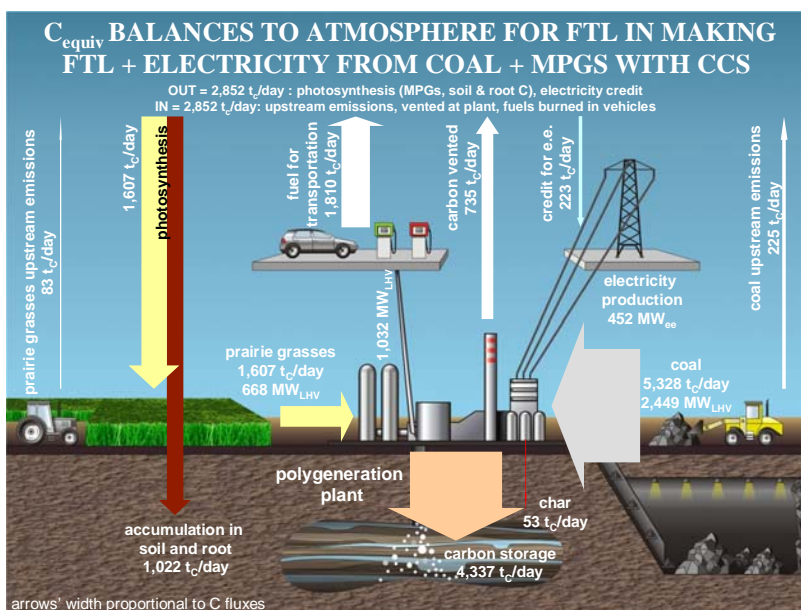 C equiv BALANCES TO ATMOSPHERE FOR FTL IN MAKING
FTL + ELECTRICITY FROM COAL + MPGS WITH CCS
OUT = 2,852 tC/day : photosynthesis (MPGs, soil & root C), electricity credit
IN = 2,852 tC/day: upstream emissions, vented at plant, fuels burned in vehicles
prairie grasses upstream emissions
83 tC/day
1,607 tC/day
photosynthesis
fuel for
transportation
1,810 tC/day
carbon vented
735 tC/day
credit for e.e.
223 tC/day
coal upstream emissions
225 tC/day
electricity
production
452 MWee
1,032 MWLHV
prairie grasses
1,607 tC/day
668 MWLHV
coal
5,328 tC/day
2,449 MWLHV
polygeneration
plant
char
53 tC/day
accumulation in
soil and root
1,022 tC/day
carbon storage
4,337 tC/day
arrows' width proportional to C fluxes